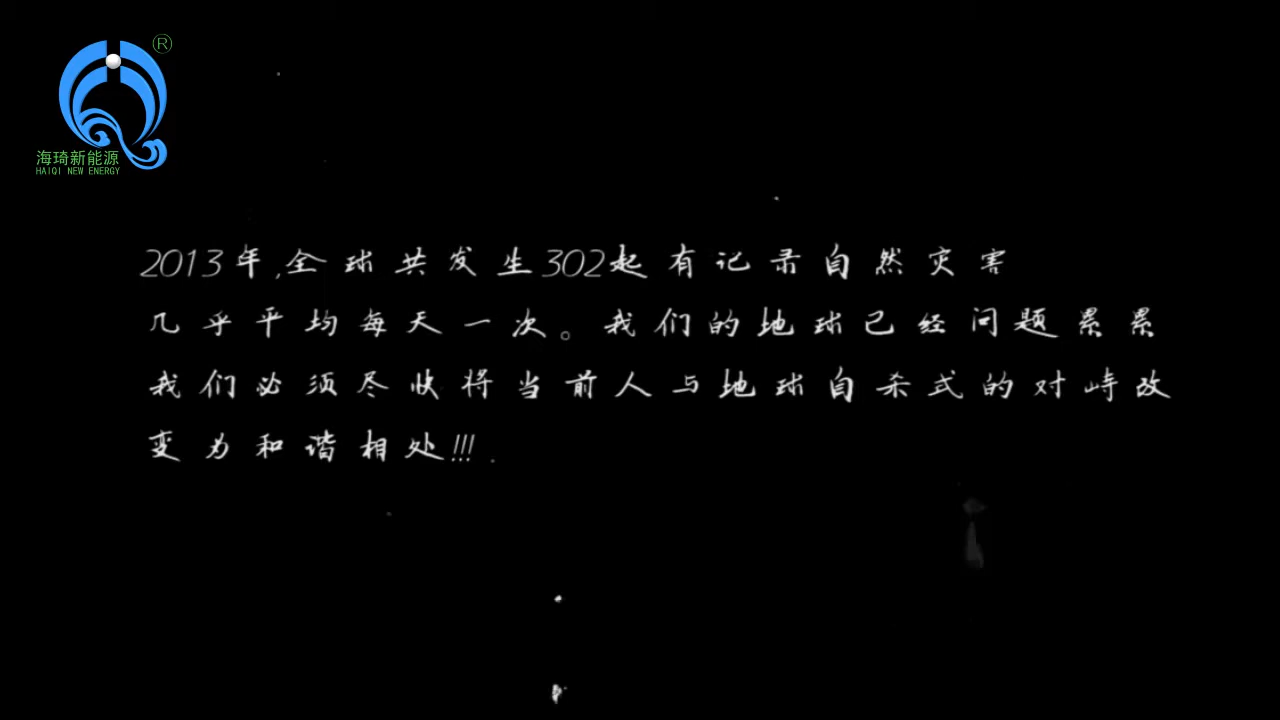 ®
海琦新能源
HAIQI NEW ENERGY
2013年,全球共发生302起有记录自然灾害
几乎平均每天一次。我们的地球已经问题累累
我们必须尽快将当前人与地球自杀式的对峙改
变为和谐相处!!!